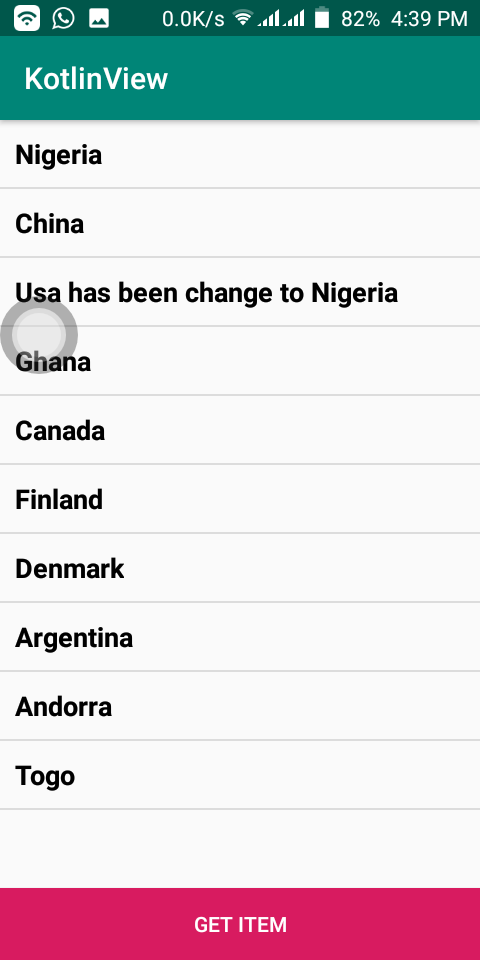 0.0K/s 82% 4:39 PM
KotlinView
Nigeria
China
Usa has been change to Nigeria
Ghana
Canada
Finland
Denmark
Argentina
Andorra
Togo
GET ITEM